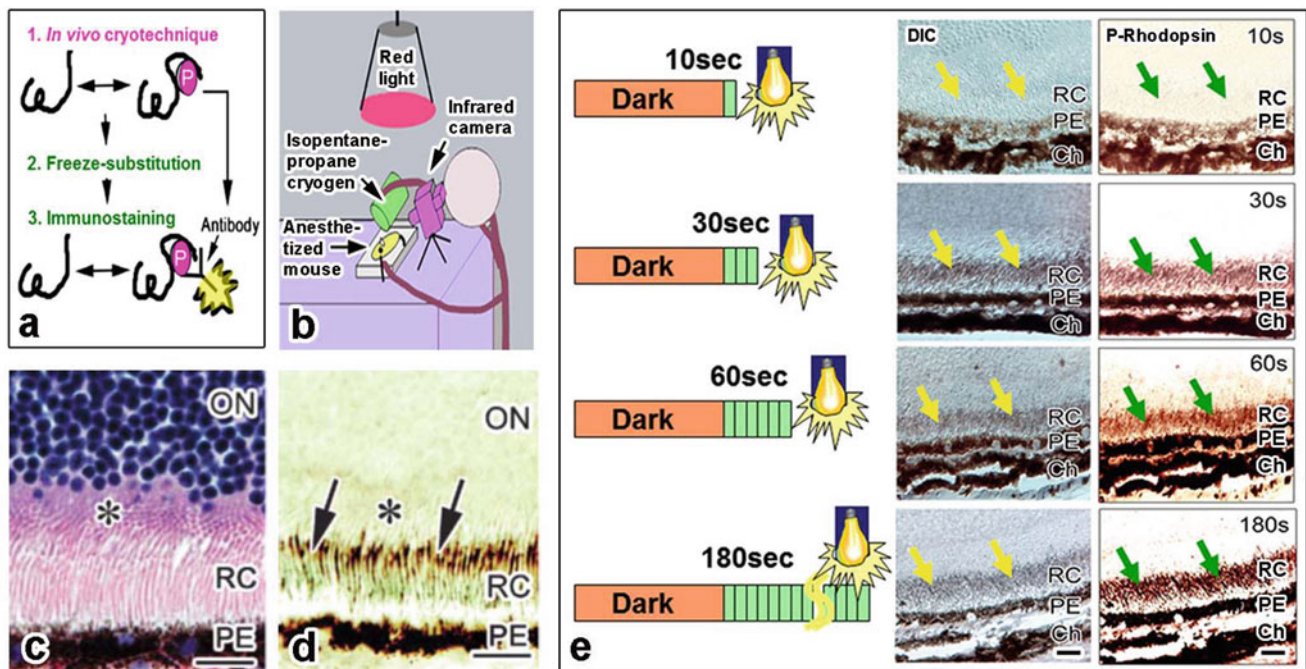 1. In vivo cryotechnique
P
2. Freeze-substitution
3. Immunostaining
Antibody
P
a
Red
light
Infrared
camera
Isopentane-
propane
cryogen
Anesthe-
tized
mouse
b
ON
*
RC
PE
c
ON
*
RC
PE
d
10sec
Dark
30sec
Dark
60sec
Dark
180sec
Dark
e
DIC
RC
PE
Ch
P-Rhodopsin
10s
RC
PE
Ch
RC
PE
Ch
30s
RC
PE
Ch
RC
PE
Ch
60s
RC
PE
Ch
RC
PE
Ch
180s
RC
PE
Ch